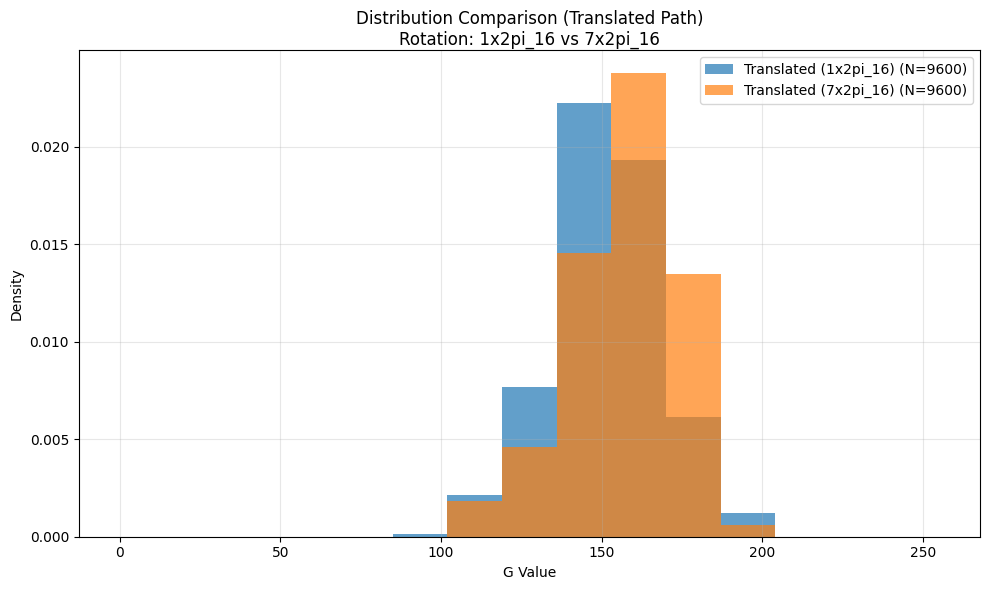 Distribution Comparison (Translated Path)
Rotation: 1x2pi_16 vs 7x2pi_16
Translated (1x2pi_16) (N=9600)
Translated (7x2pi_16) (N=9600)
Density
0.020
0.015
0.010
0.005
0.000
0 50 100 150 200 250
G Value